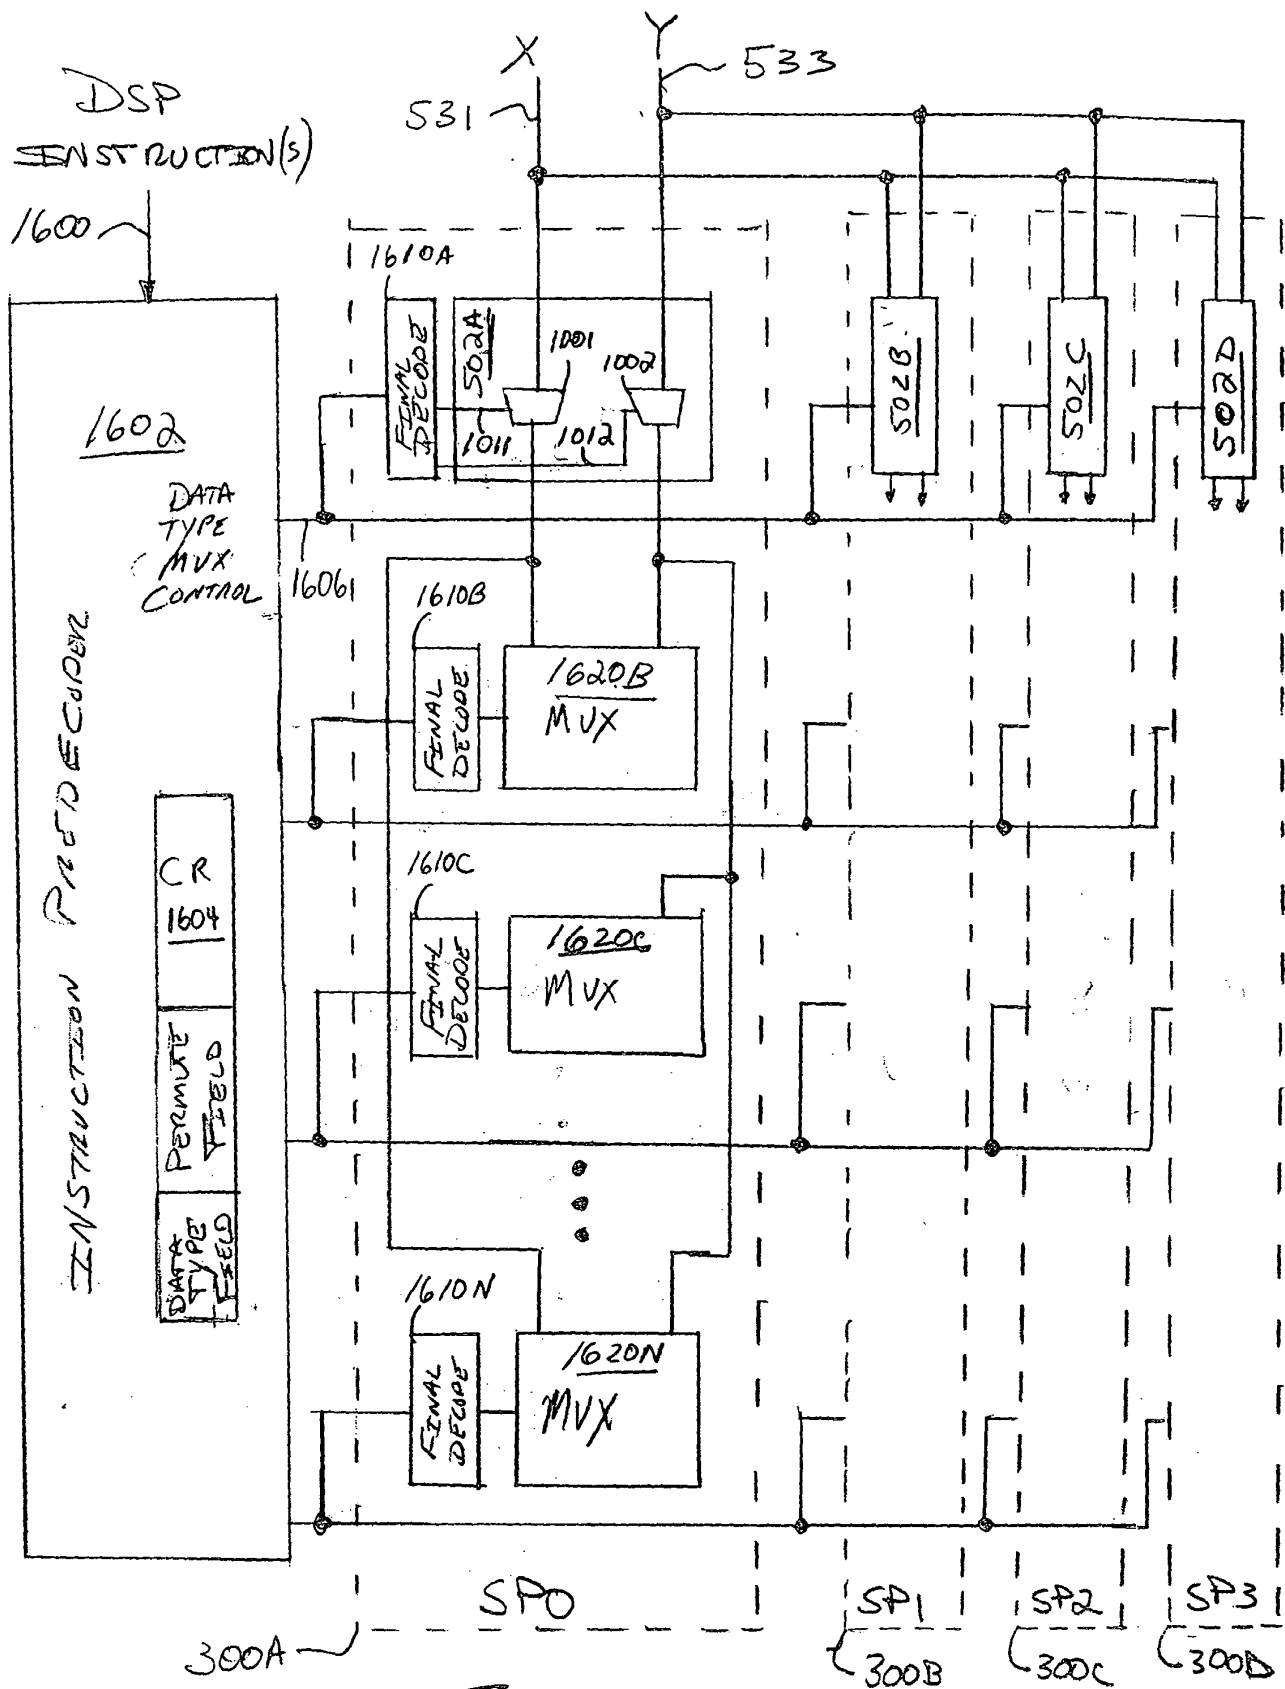 X
Y
531
533
DSP
INSTRUCTION(S)
1600
1610A
FINAL
DECODE
502A
1001
1002
1011
1012
502B
502C
502D
1602
DATA
TYPE
MUX
CONTROL
1606
INSTRUCTION PREDECODER
1610B
FINAL
DECODE
1620B
MUX
CR
1604
PERMUTE
FIELD
DATA
TYPE
FIELD
1610C
FINAL
DECODE
1620C
MUX
1610N
FINAL
DECODE
1620N
MUX
SP0
SP1
SP2
SP3
300A
300B
300C
300D